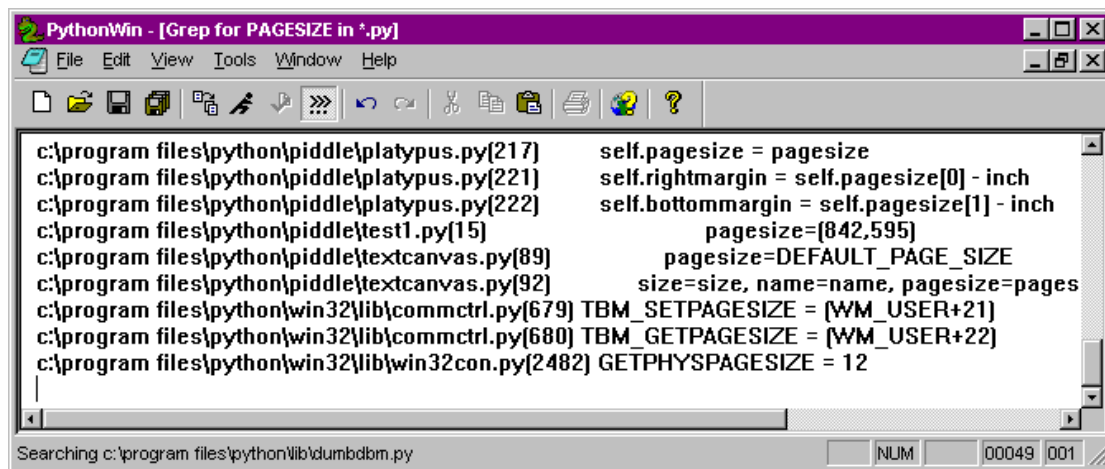 PythonWin - [Grep for PAGESIZE in *.py]
File Edit View Tools Window Help
c:\program files\python\piddle\platypus.py(217) self.pagesize = pagesize
c:\program files\python\piddle\platypus.py(221) self.rightmargin = self.pagesize[0] - inch
c:\program files\python\piddle\platypus.py(222) self.bottommargin = self.pagesize[1] - inch
c:\program files\python\piddle\test1.py(15) pagesize=(842,595)
c:\program files\python\piddle\textcanvas.py(89) pagesize=DEFAULT_PAGE_SIZE
c:\program files\python\piddle\textcanvas.py(92) size=size, name=name, pagesize=pages
c:\program files\python\win32\lib\commctrl.py(679) TBM_SETPAGESIZE = (WM_USER+21)
c:\program files\python\win32\lib\commctrl.py(680) TBM_GETPAGESIZE = (WM_USER+22)
c:\program files\python\win32\lib\win32con.py(2482) GETPHYSPAGESIZE = 12
Searching c:\program files\python\lib\dumbdbm.py NUM 00049 001